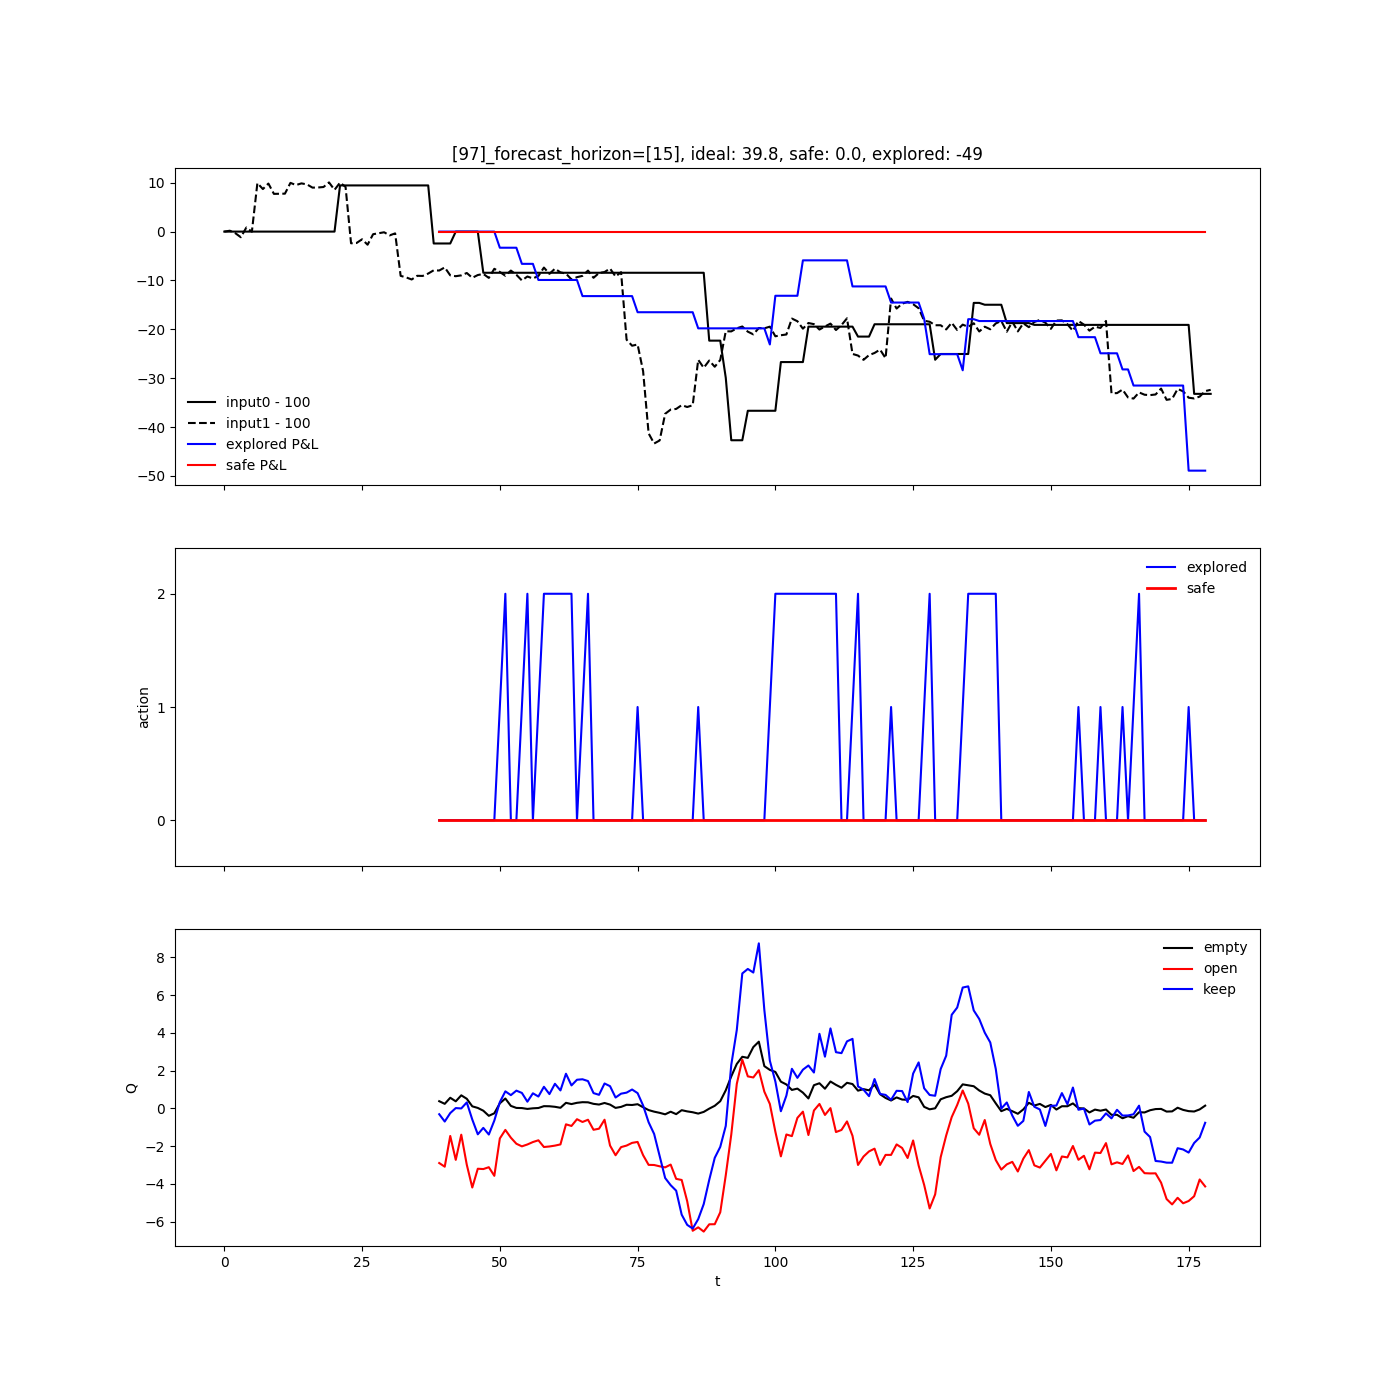 [97]_forecast_horizon=[15], ideal: 39.8, safe: 0.0, explored: -49
10
0
−10
−20
−30
−40
−50
input0 - 100
input1 - 100
explored P&L
safe P&L
action
2
1
0
explored
safe
Q
8
6
4
2
0
−2
−4
−6
empty
open
keep
0 25 50 75 100 125 150 175
t